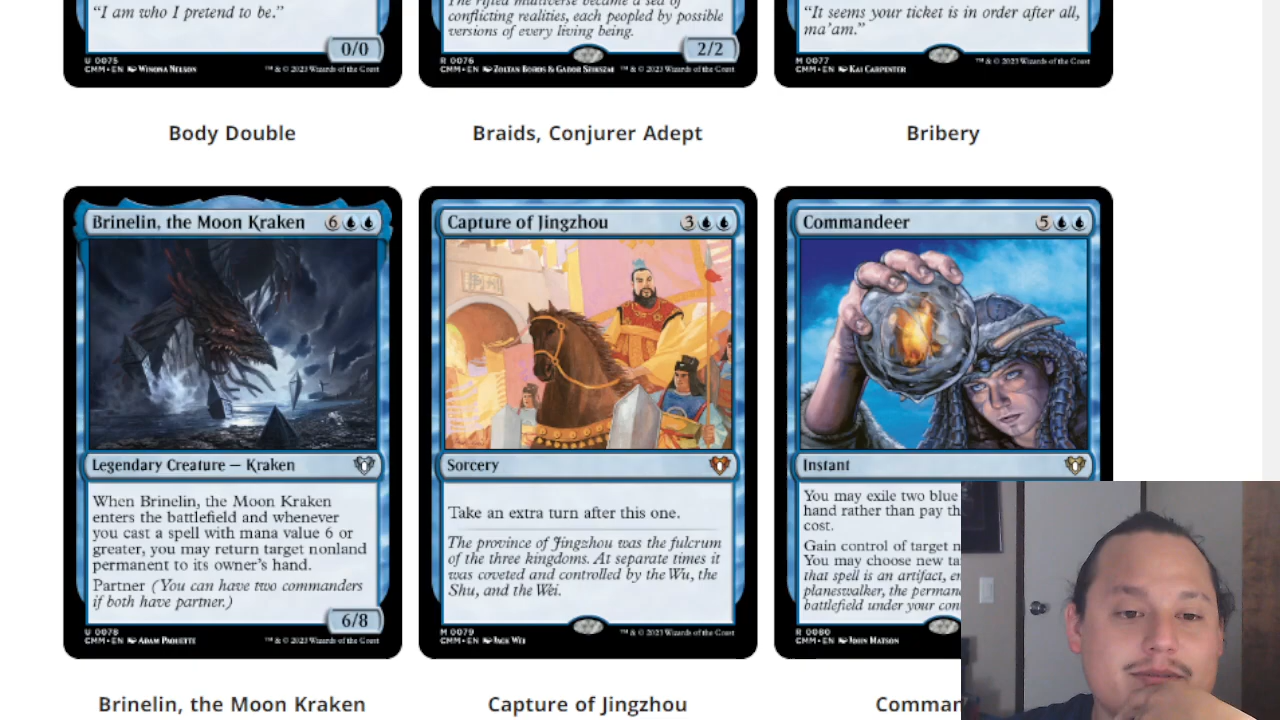 "I am who I pretend to be."
0/0
U 0075
CMM • EN WINONA NELSON
™ & © 2023 Wizards of the Coast
The rifted multiverse became a sea of
conflicting realities, each peopled by possible
versions of every living being.
2/2
R 0076
CMM • EN ZOLTAN BOROS & GABOR SZIKSZAI
™ & © 2023 Wizards of the Coast
"It seems your ticket is in order after all,
ma'am."
M 0077
CMM • EN KAI CARPENTER
™ & © 2023 Wizards of the Coast
Body Double
Braids, Conjurer Adept
Bribery
Brinelin, the Moon Kraken 6
Legendary Creature — Kraken
When Brinelin, the Moon Kraken
enters the battlefield and whenever
you cast a spell with mana value 6 or
greater, you may return target nonland
permanent to its owner's hand.
Partner (You can have two commanders
if both have partner.)
6/8
U 0078
CMM • EN ADAM PAQUETTE
™ & © 2023 Wizards of the Coast
Capture of Jingzhou 3
Sorcery
Take an extra turn after this one.
The province of Jingzhou was the fulcrum
of the three kingdoms. At separate times it
was coveted and controlled by the Wu, the
Shu, and the Wei.
M 0079
CMM • EN JACK WEI
™ & © 2023 Wizards of the Coast
Commandeer 5
Instant
You may exile two blue
hand rather than pay th
cost.
Gain control of target n
You may choose new ta
that spell is an artifact, en
planeswalker, the perman
battlefield under your con
R 0080
CMM • EN JOHN MATSON
Brinelin, the Moon Kraken
Capture of Jingzhou
Comman